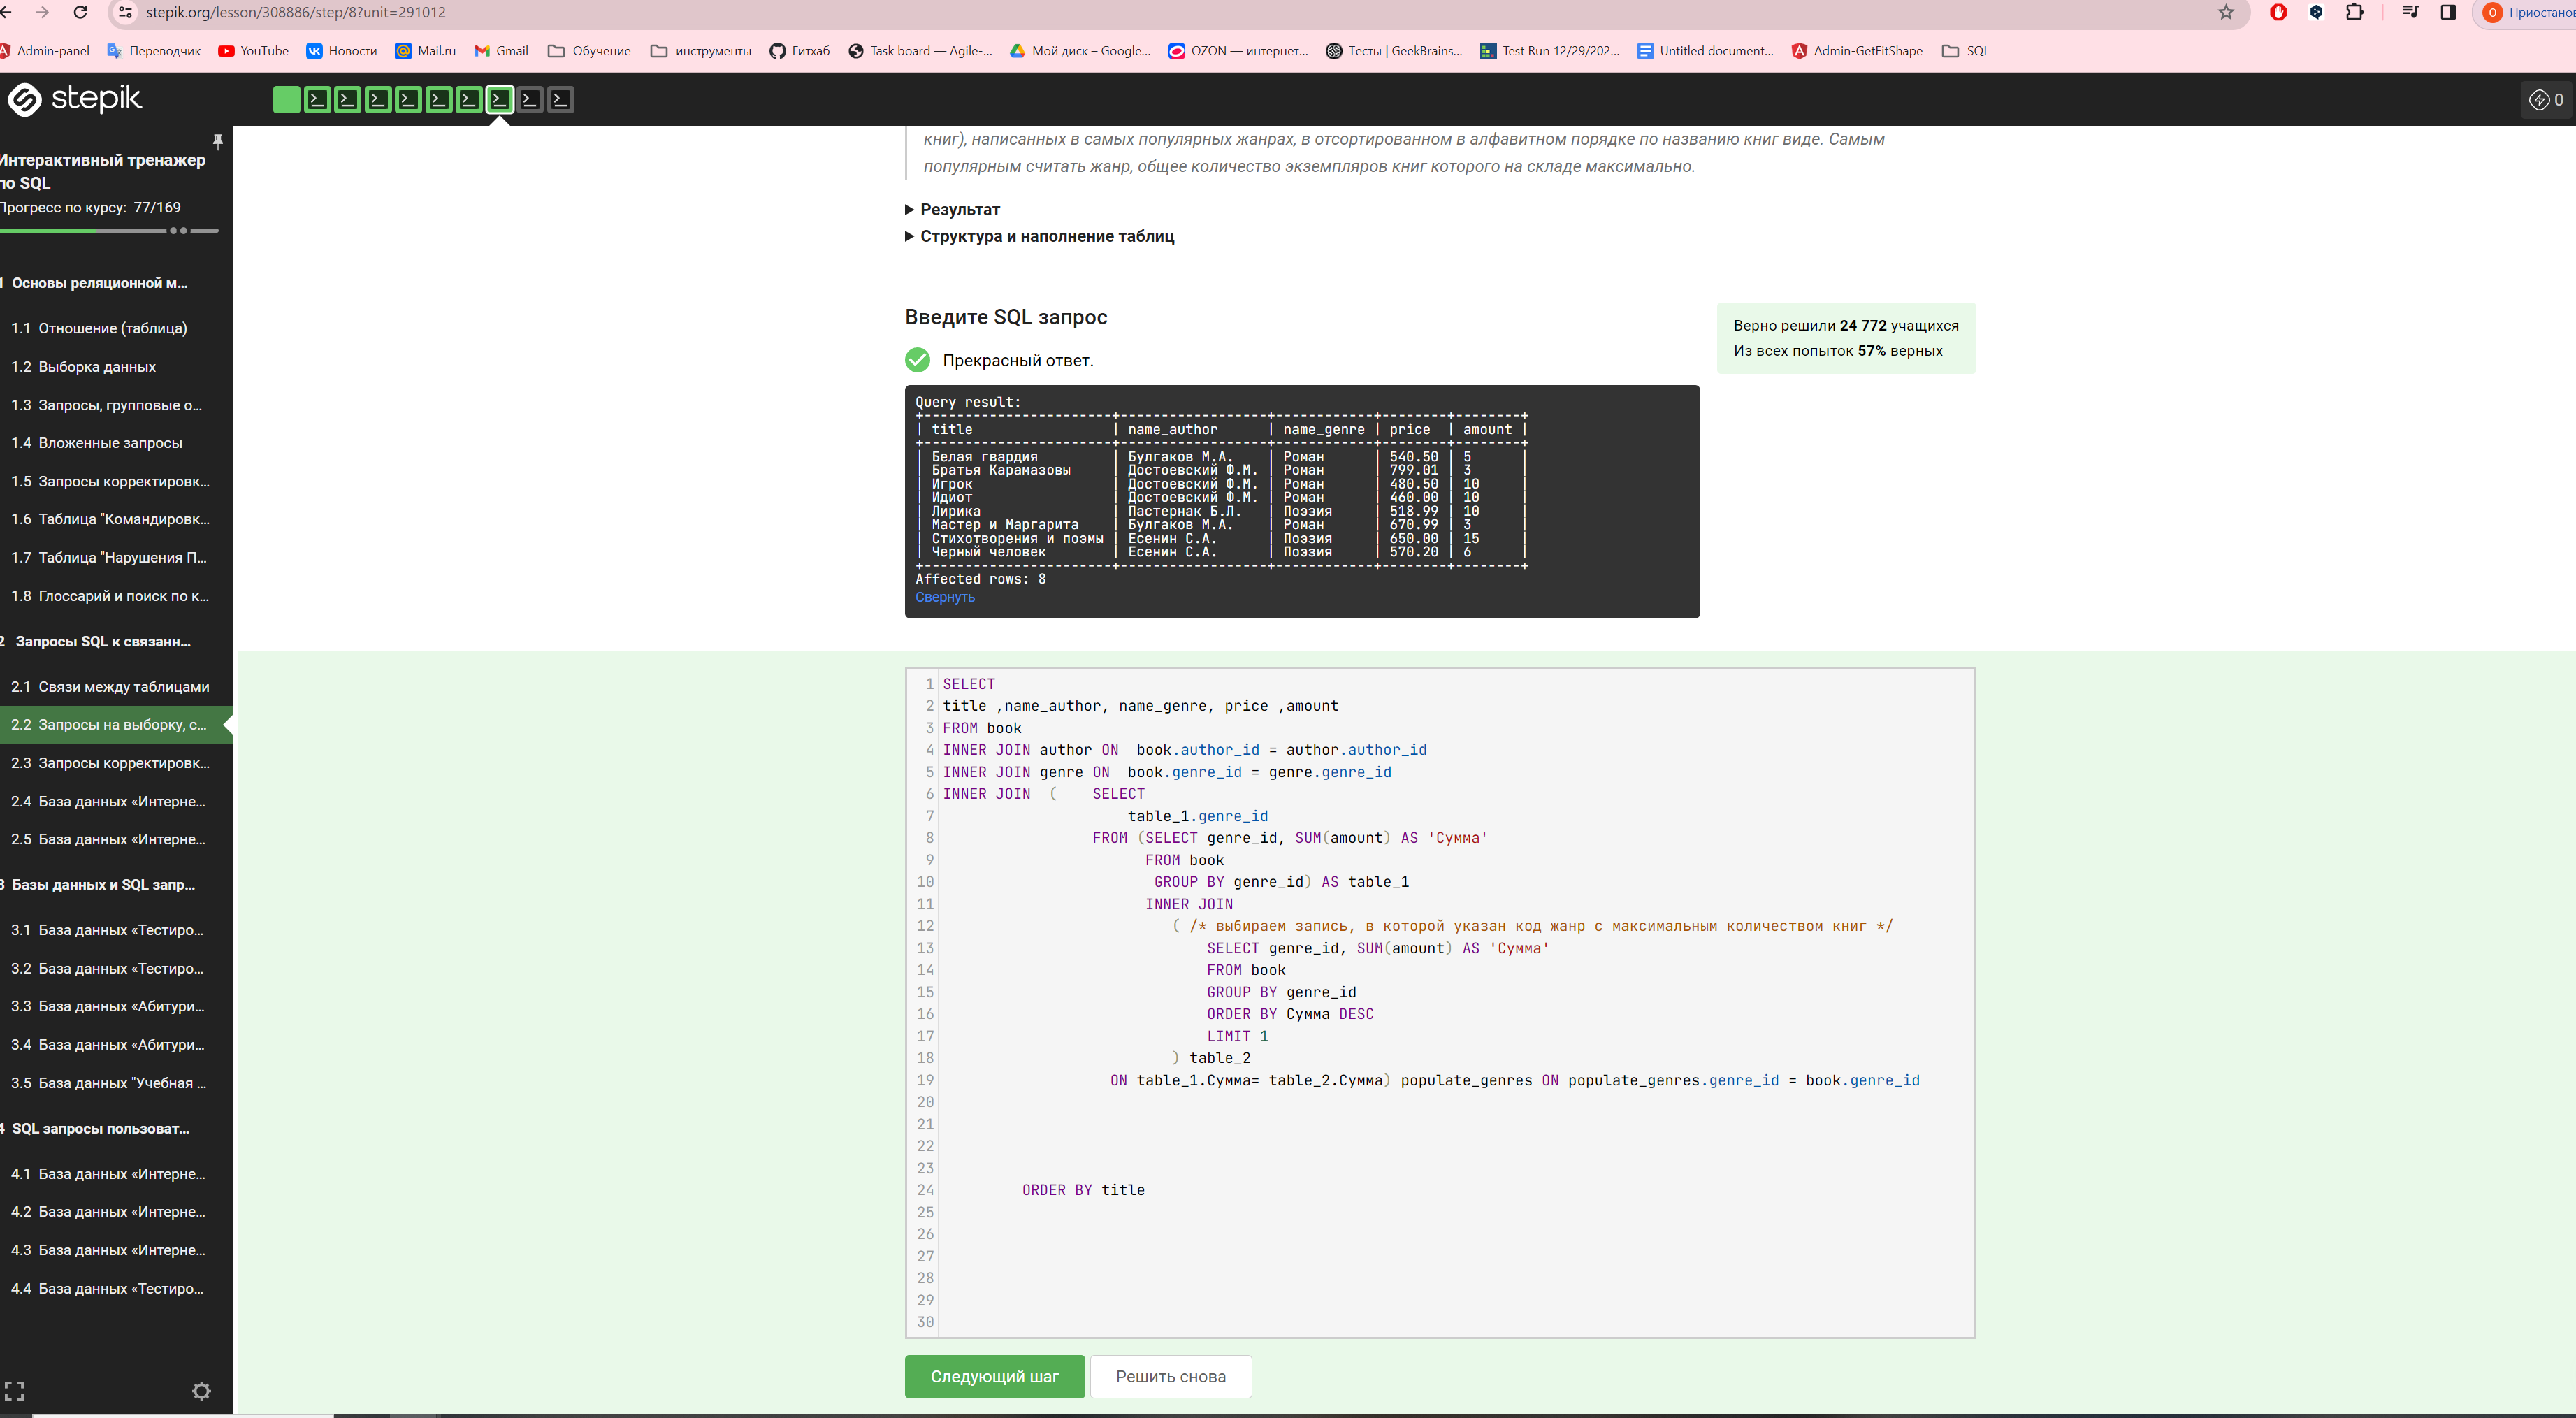 stepik.org/lesson/308886/step/8?unit=291012
Приостанов
Admin-panel Переводчик YouTube Новости Mail.ru Gmail Обучение инструменты Гитхаб Task board — Agile-... Мой диск – Google... OZON — интернет... Тесты | GeekBrains... Test Run 12/29/202... Untitled document... Admin-GetFitShape SQL
stepik
0
Интерактивный тренажер
по SQL
Прогресс по курсу: 77/169
1 Основы реляционной м...
1.1 Отношение (таблица)
1.2 Выборка данных
1.3 Запросы, групповые о...
1.4 Вложенные запросы
1.5 Запросы корректировк...
1.6 Таблица "Командировк...
1.7 Таблица "Нарушения П...
1.8 Глоссарий и поиск по к...
2 Запросы SQL к связанн...
2.1 Связи между таблицами
2.2 Запросы на выборку, с...
2.3 Запросы корректировк...
2.4 База данных «Интерне...
2.5 База данных «Интерне...
3 Базы данных и SQL запр...
3.1 База данных «Тестиро...
3.2 База данных «Тестиро...
3.3 База данных «Абитури...
3.4 База данных «Абитури...
3.5 База данных "Учебная ...
4 SQL запросы пользоват...
4.1 База данных «Интерне...
4.2 База данных «Интерне...
4.3 База данных «Интерне...
4.4 База данных «Тестиро...
книг), написанных в самых популярных жанрах, в отсортированном в алфавитном порядке по названию книг виде. Самым
популярным считать жанр, общее количество экземпляров книг которого на складе максимально.
Результат
Структура и наполнение таблиц
Введите SQL запрос
Верно решили 24 772 учащихся
Из всех попыток 57% верных
Прекрасный ответ.
Query result:
+-----------------------+------------------+------------+--------+--------+
| title | name_author | name_genre | price | amount |
+-----------------------+------------------+------------+--------+--------+
| Белая гвардия | Булгаков М.А. | Роман | 540.50 | 5 |
| Братья Карамазовы | Достоевский Ф.М. | Роман | 799.01 | 3 |
| Игрок | Достоевский Ф.М. | Роман | 480.50 | 10 |
| Идиот | Достоевский Ф.М. | Роман | 460.00 | 10 |
| Лирика | Пастернак Б.Л. | Поэзия | 518.99 | 10 |
| Мастер и Маргарита | Булгаков М.А. | Роман | 670.99 | 3 |
| Стихотворения и поэмы | Есенин С.А. | Поэзия | 650.00 | 15 |
| Черный человек | Есенин С.А. | Поэзия | 570.20 | 6 |
+-----------------------+------------------+------------+--------+--------+
Affected rows: 8
Свернуть
1 SELECT
2 title ,name_author, name_genre, price ,amount
3 FROM book
4 INNER JOIN author ON book.author_id = author.author_id
5 INNER JOIN genre ON book.genre_id = genre.genre_id
6 INNER JOIN ( SELECT
7 table_1.genre_id
8 FROM (SELECT genre_id, SUM(amount) AS 'Сумма'
9 FROM book
10 GROUP BY genre_id) AS table_1
11 INNER JOIN
12 ( /* выбираем запись, в которой указан код жанр с максимальным количеством книг */
13 SELECT genre_id, SUM(amount) AS 'Сумма'
14 FROM book
15 GROUP BY genre_id
16 ORDER BY Сумма DESC
17 LIMIT 1
18 ) table_2
19 ON table_1.Сумма= table_2.Сумма) populate_genres ON populate_genres.genre_id = book.genre_id
20
21
22
23
24 ORDER BY title
25
26
27
28
29
30
Следующий шаг
Решить снова